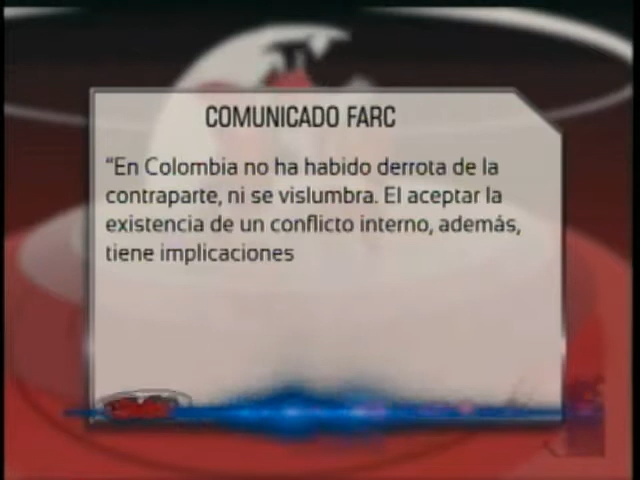 COMUNICADO FARC
“En Colombia no ha habido derrota de la
contraparte, ni se vislumbra. El aceptar la
existencia de un conflicto interno, además,
tiene implicaciones